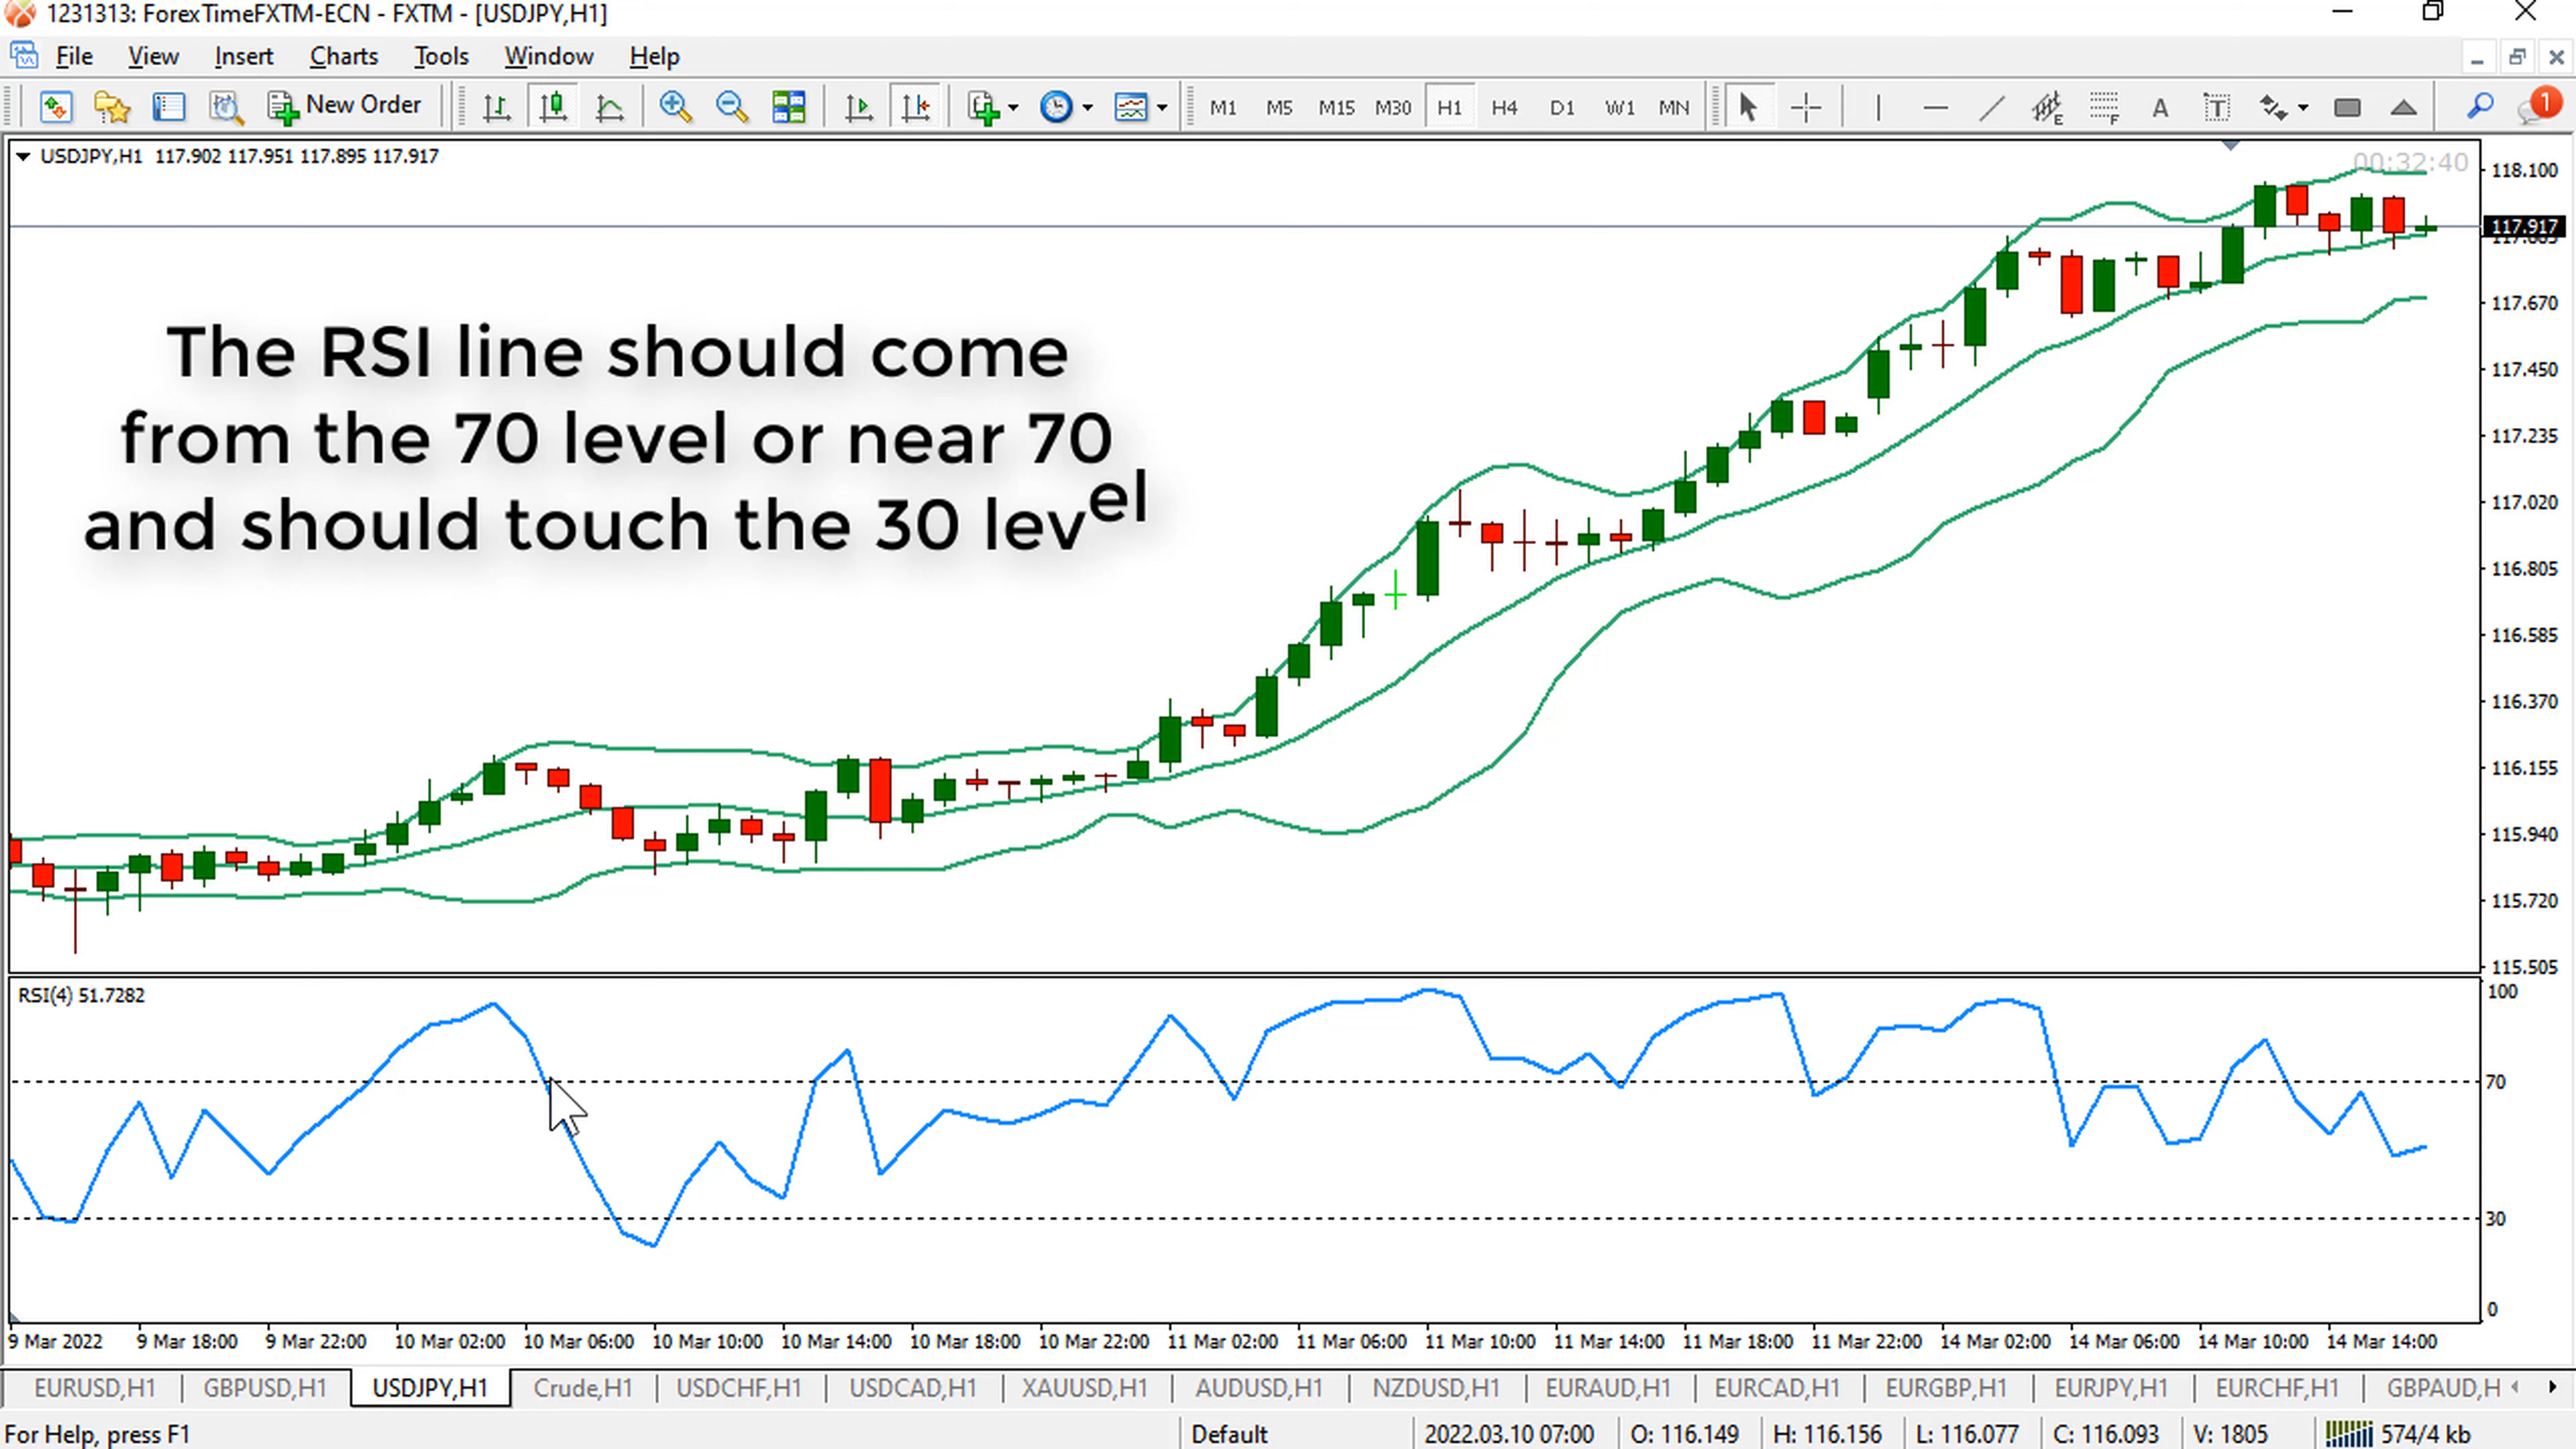 1231313: ForexTimeFXTM-ECN - FXTM - [USDJPY,H1]
File View Insert Charts Tools Window Help
New Order M1 M5 M15 M30 H1 H4 D1 W1 MN E F A T 1
USDJPY,H1 117.902 117.951 117.895 117.917
00:32:40
118.100
117.917
The RSI line should come
from the 70 level or near 70
and should touch the 30 level
117.670
117.450
117.235
117.020
116.805
116.585
116.370
116.155
115.940
115.720
115.505
RSI(4) 51.7282
100
70
30
0
9 Mar 2022 9 Mar 18:00 9 Mar 22:00 10 Mar 02:00 10 Mar 06:00 10 Mar 10:00 10 Mar 14:00 10 Mar 18:00 10 Mar 22:00 11 Mar 02:00 11 Mar 06:00 11 Mar 10:00 11 Mar 14:00 11 Mar 18:00 11 Mar 22:00 14 Mar 02:00 14 Mar 06:00 14 Mar 10:00 14 Mar 14:00
EURUSD,H1 GBPUSD,H1 USDJPY,H1 Crude,H1 USDCHF,H1 USDCAD,H1 XAUUSD,H1 AUDUSD,H1 NZDUSD,H1 EURAUD,H1 EURCAD,H1 EURGBP,H1 EURJPY,H1 EURCHF,H1 GBPAUD,H
For Help, press F1 Default 2022.03.10 07:00 O: 116.149 H: 116.156 L: 116.077 C: 116.093 V: 1805 574/4 kb